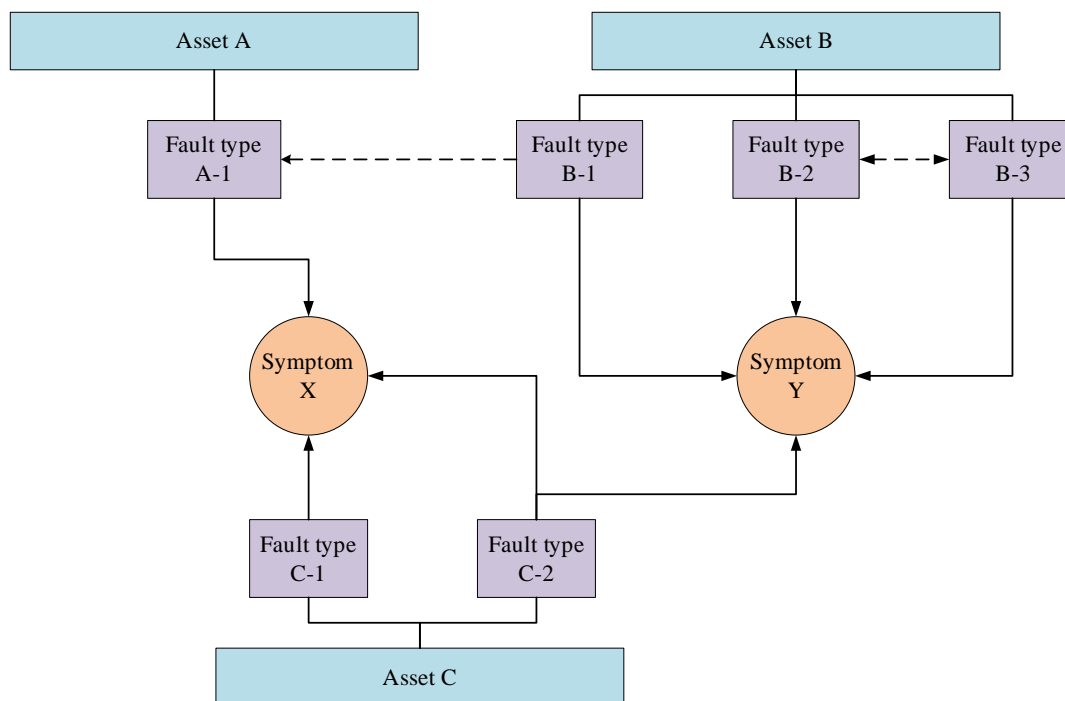 Asset A
Asset B
Fault type
A-1
Fault type
B-1
Fault type
B-2
Fault type
B-3
Symptom
X
Symptom
Y
Fault type
C-1
Fault type
C-2
Asset C